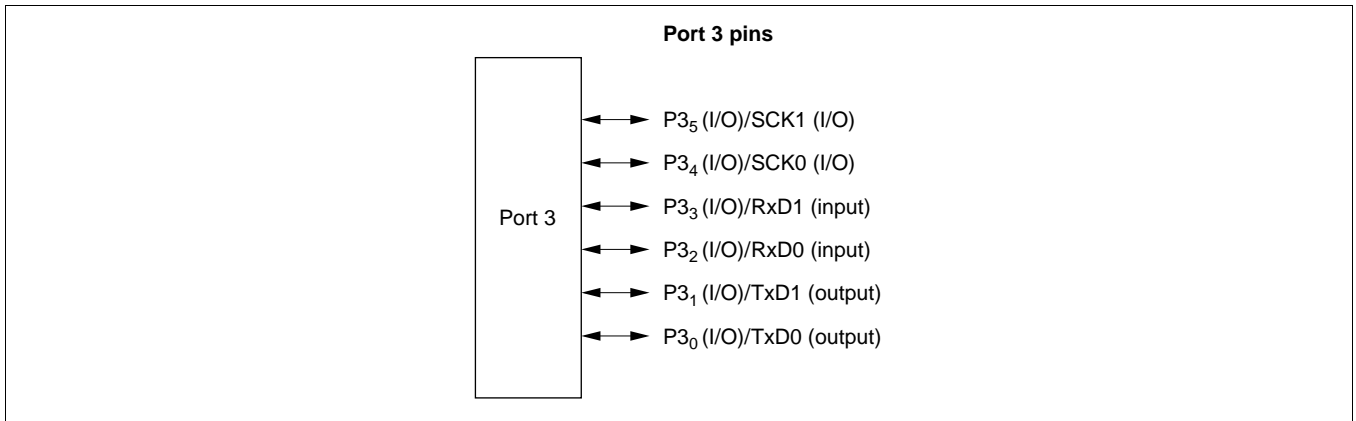 Port 3 pins
P3₅ (I/O)/SCK1 (I/O)
P3₄ (I/O)/SCK0 (I/O)
P3₃ (I/O)/RxD1 (input)
Port 3
P3₂ (I/O)/RxD0 (input)
P3₁ (I/O)/TxD1 (output)
P3₀ (I/O)/TxD0 (output)